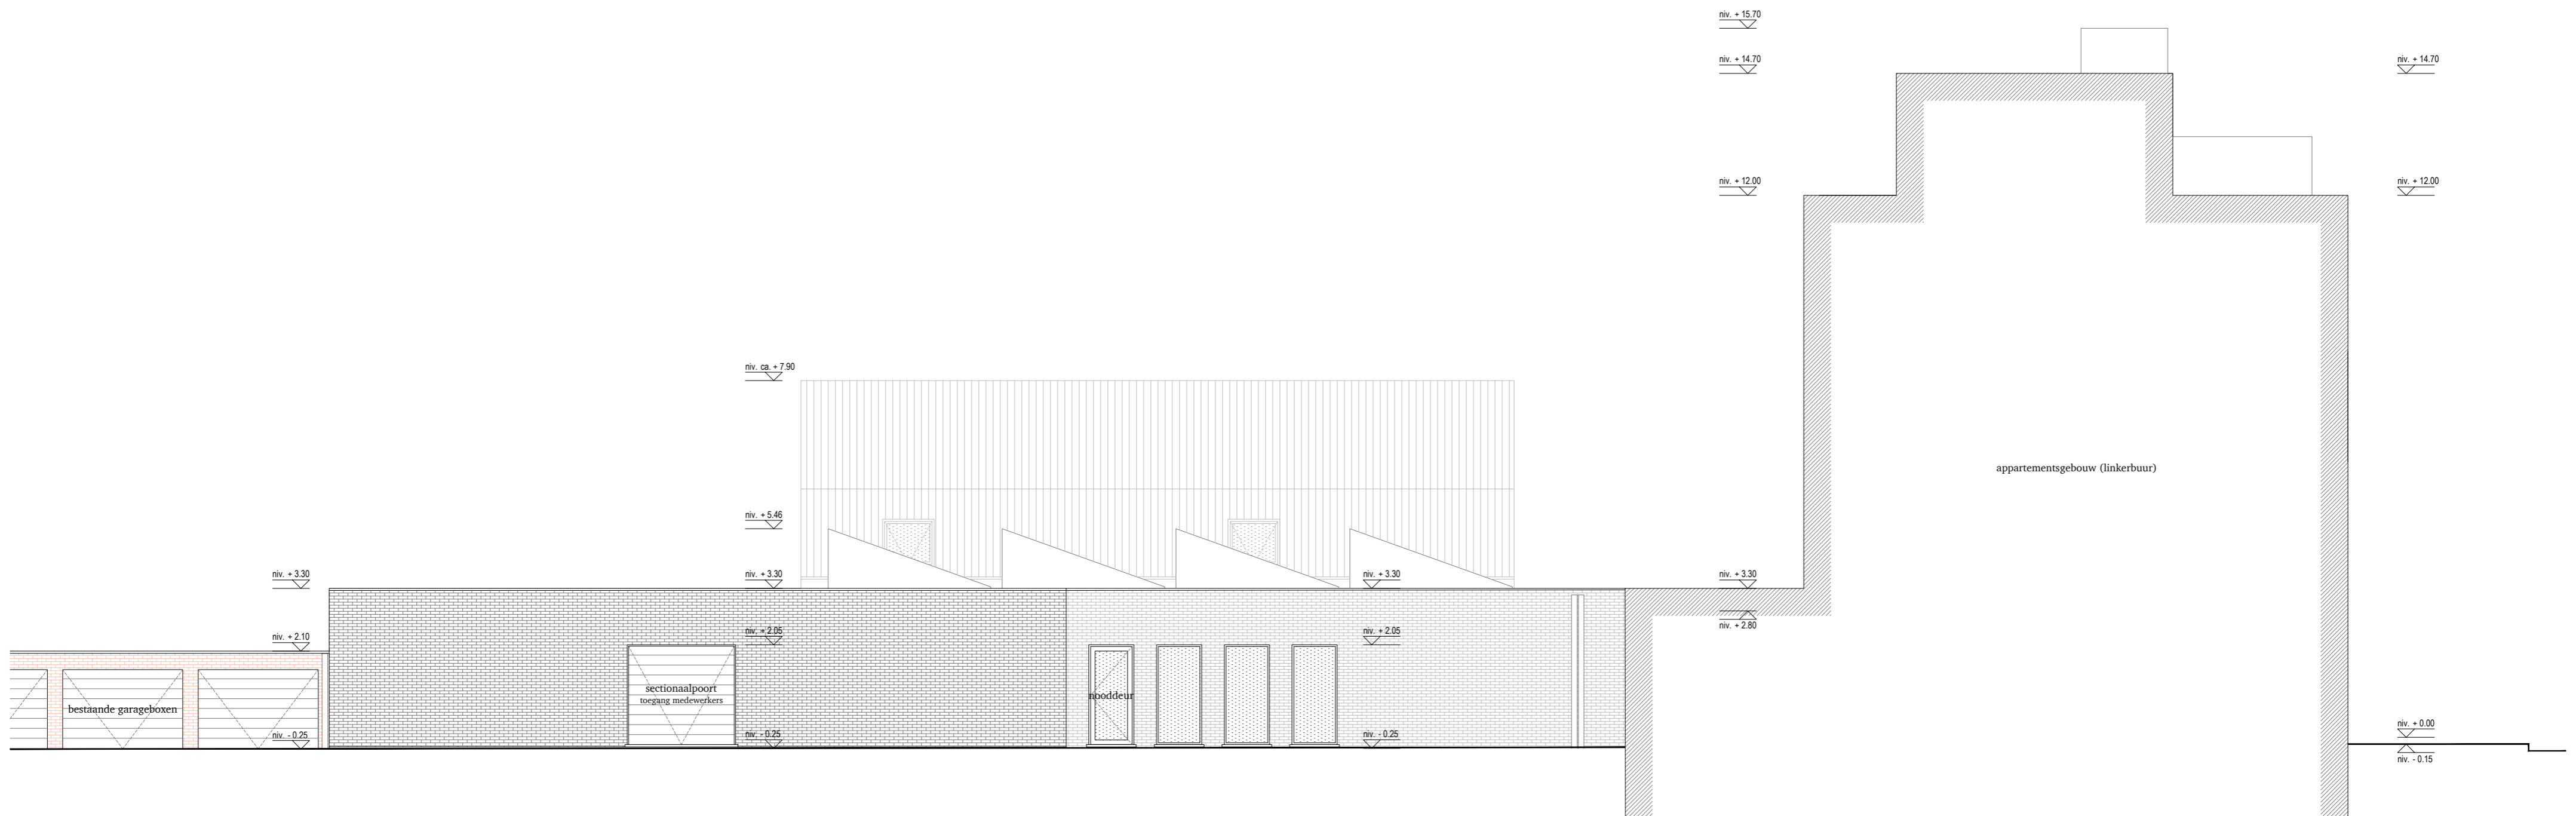 niv. + 15.70
niv. + 14.70
niv. + 14.70
niv. + 12.00
niv. + 12.00
niv. ca. + 7.90
appartementsgebouw (linkerbuur)
niv. + 5.46
niv. + 3.30
niv. + 3.30
niv. + 3.30
niv. + 3.30
niv. + 2.80
niv. + 2.10
niv. + 2.05
niv. + 2.05
sectionaalpoort
toegang medewerkers
nooddeur
bestaande garageboxen
niv. + 0.00
niv. - 0.25
niv. - 0.25
niv. - 0.25
niv. - 0.15